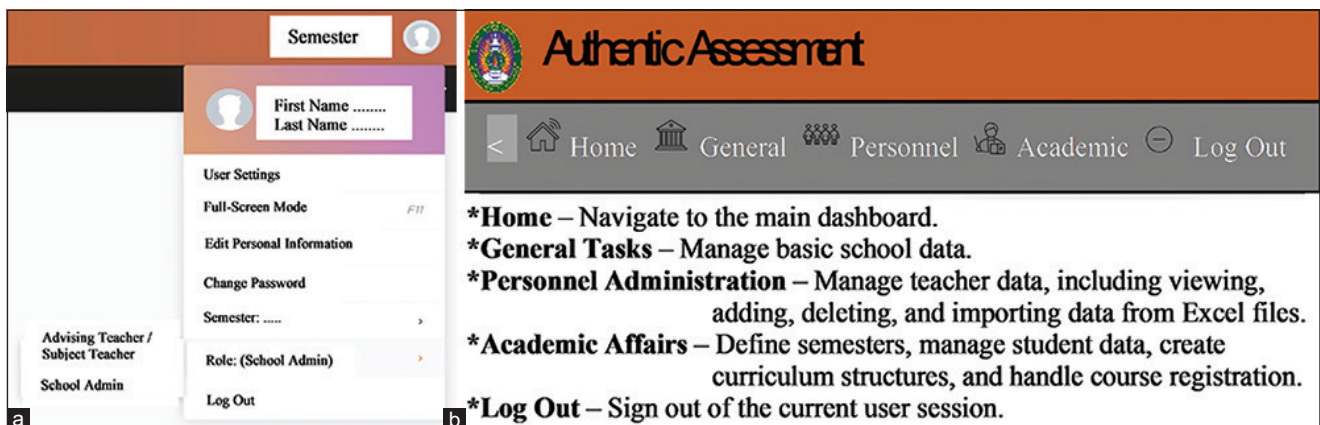 Semester
First Name ........
Last Name ........
User Settings
Full-Screen Mode F11
Edit Personal Information
Change Password
Semester: ..... ›
Advising Teacher /
Subject Teacher
School Admin
Role: (School Admin) ›
Log Out
a
Authentic Assessment
< Home General Personnel Academic Log Out
*Home – Navigate to the main dashboard.
*General Tasks – Manage basic school data.
*Personnel Administration – Manage teacher data, including viewing,
adding, deleting, and importing data from Excel files.
*Academic Affairs – Define semesters, manage student data, create
curriculum structures, and handle course registration.
*Log Out – Sign out of the current user session.
b